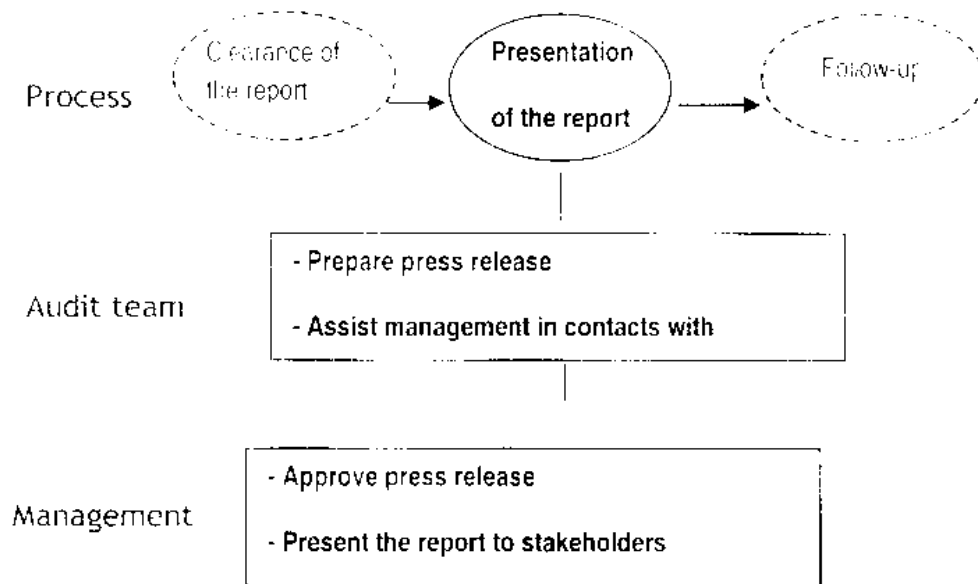 Process
Clearance of
the report
Presentation
of the report
Follow-up
Audit team
- Prepare press release
- Assist management in contacts with
Management
- Approve press release
- Present the report to stakeholders